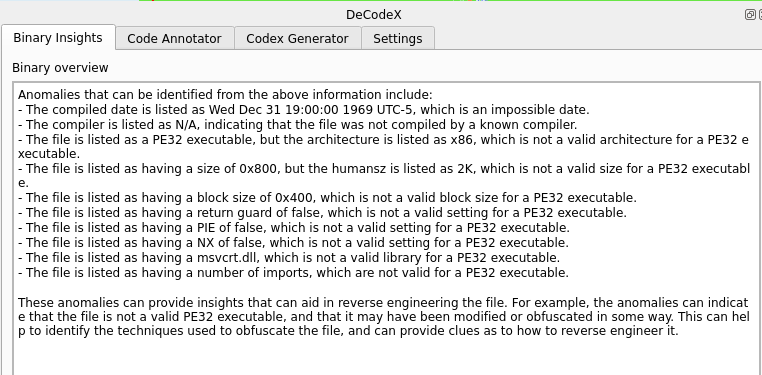 DeCodeX
Binary Insights
Code Annotator
Codex Generator
Settings
Binary overview
Anomalies that can be identified from the above information include:
- The compiled date is listed as Wed Dec 31 19:00:00 1969 UTC-5, which is an impossible date.
- The compiler is listed as N/A, indicating that the file was not compiled by a known compiler.
- The file is listed as a PE32 executable, but the architecture is listed as x86, which is not a valid architecture for a PE32 e
xecutable.
- The file is listed as having a size of 0x800, but the humansz is listed as 2K, which is not a valid size for a PE32 executabl
e.
- The file is listed as having a block size of 0x400, which is not a valid block size for a PE32 executable.
- The file is listed as having a return guard of false, which is not a valid setting for a PE32 executable.
- The file is listed as having a PIE of false, which is not a valid setting for a PE32 executable.
- The file is listed as having a NX of false, which is not a valid setting for a PE32 executable.
- The file is listed as having a msvcrt.dll, which is not a valid library for a PE32 executable.
- The file is listed as having a number of imports, which are not valid for a PE32 executable.
These anomalies can provide insights that can aid in reverse engineering the file. For example, the anomalies can indicat
e that the file is not a valid PE32 executable, and that it may have been modified or obfuscated in some way. This can hel
p to identify the techniques used to obfuscate the file, and can provide clues as to how to reverse engineer it.